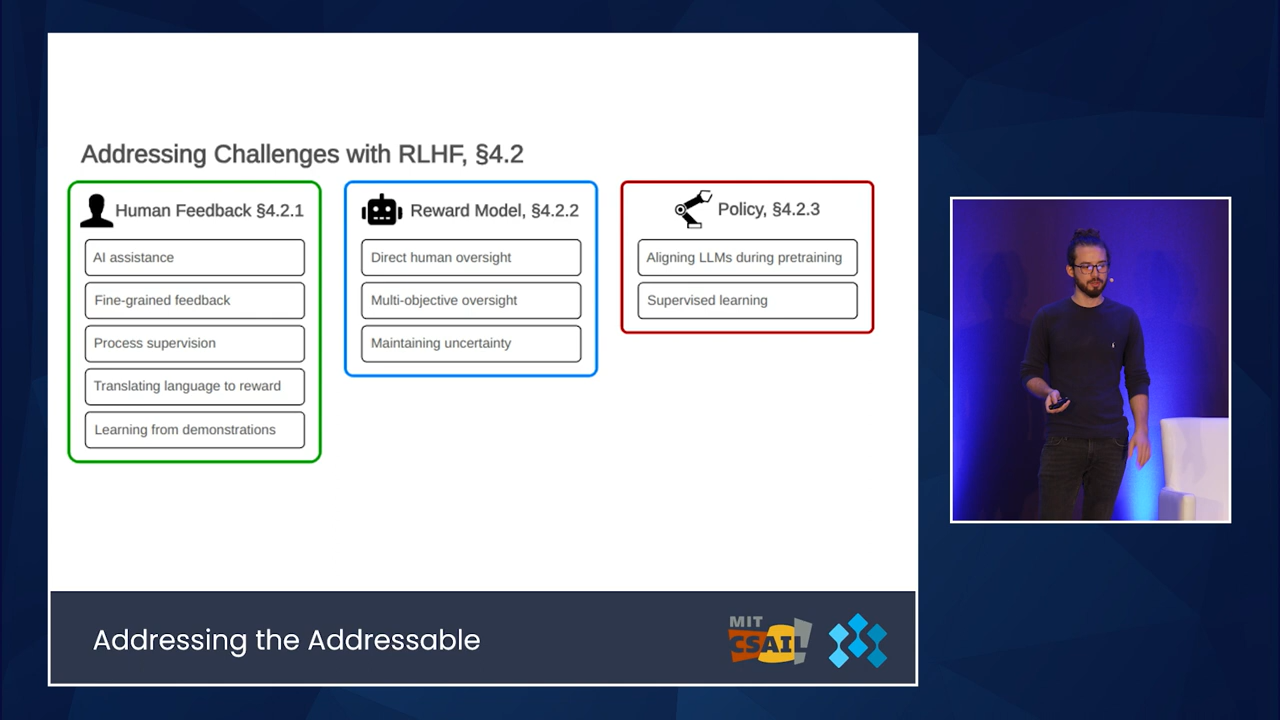 Addressing Challenges with RLHF, §4.2
Human Feedback §4.2.1
AI assistance
Fine-grained feedback
Process supervision
Translating language to reward
Learning from demonstrations
Reward Model, §4.2.2
Direct human oversight
Multi-objective oversight
Maintaining uncertainty
Policy, §4.2.3
Aligning LLMs during pretraining
Supervised learning
Addressing the Addressable
MIT
CSAIL